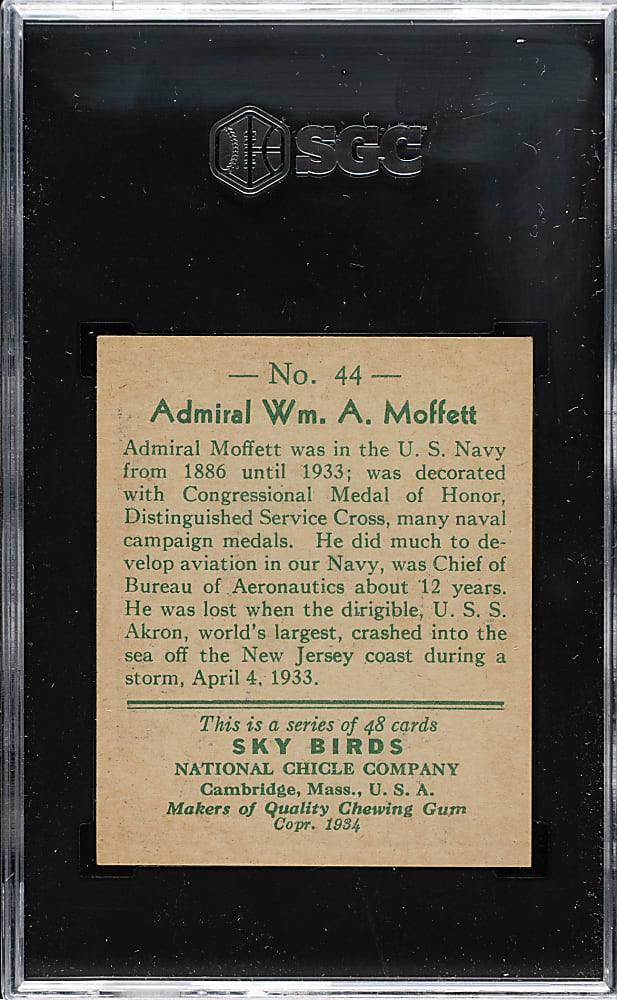 SGC
— No. 44 —
Admiral Wm. A. Moffett
Admiral Moffett was in the U. S. Navy
from 1886 until 1933; was decorated
with Congressional Medal of Honor,
Distinguished Service Cross, many naval
campaign medals. He did much to de-
velop aviation in our Navy, was Chief of
Bureau of Aeronautics about 12 years.
He was lost when the dirigible, U. S. S.
Akron, world's largest, crashed into the
sea off the New Jersey coast during a
storm, April 4, 1933.
This is a series of 48 cards
SKY BIRDS
NATIONAL CHICLE COMPANY
Cambridge, Mass., U. S. A.
Makers of Quality Chewing Gum
Copr. 1934